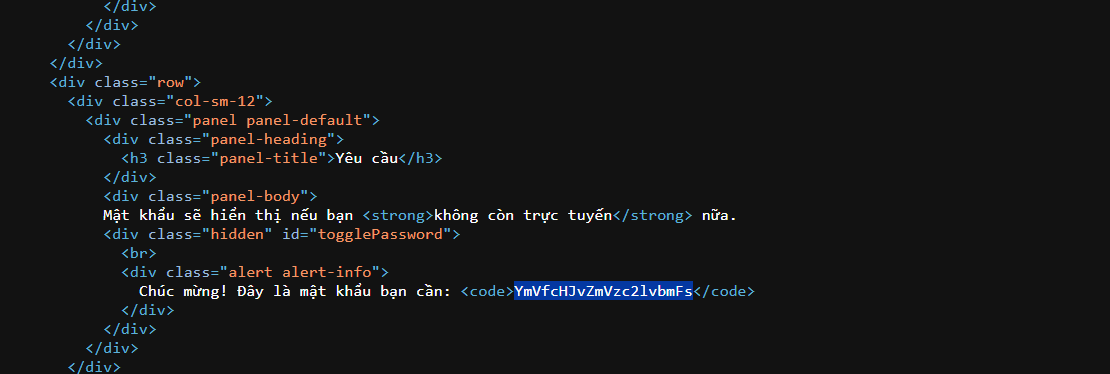 </div>
</div>
</div>
</div>
<div class="row">
<div class="col-sm-12">
<div class="panel panel-default">
<div class="panel-heading">
<h3 class="panel-title">Yêu cầu</h3>
</div>
<div class="panel-body">
Mật khẩu sẽ hiển thị nếu bạn <strong>không còn trực tuyến</strong> nữa.
<div class="hidden" id="togglePassword">
<br>
<div class="alert alert-info">
Chúc mừng! Đây là mật khẩu bạn cần: <code>YmVfcHJvZmVzc2lvbmFs</code>
</div>
</div>
</div>
</div>